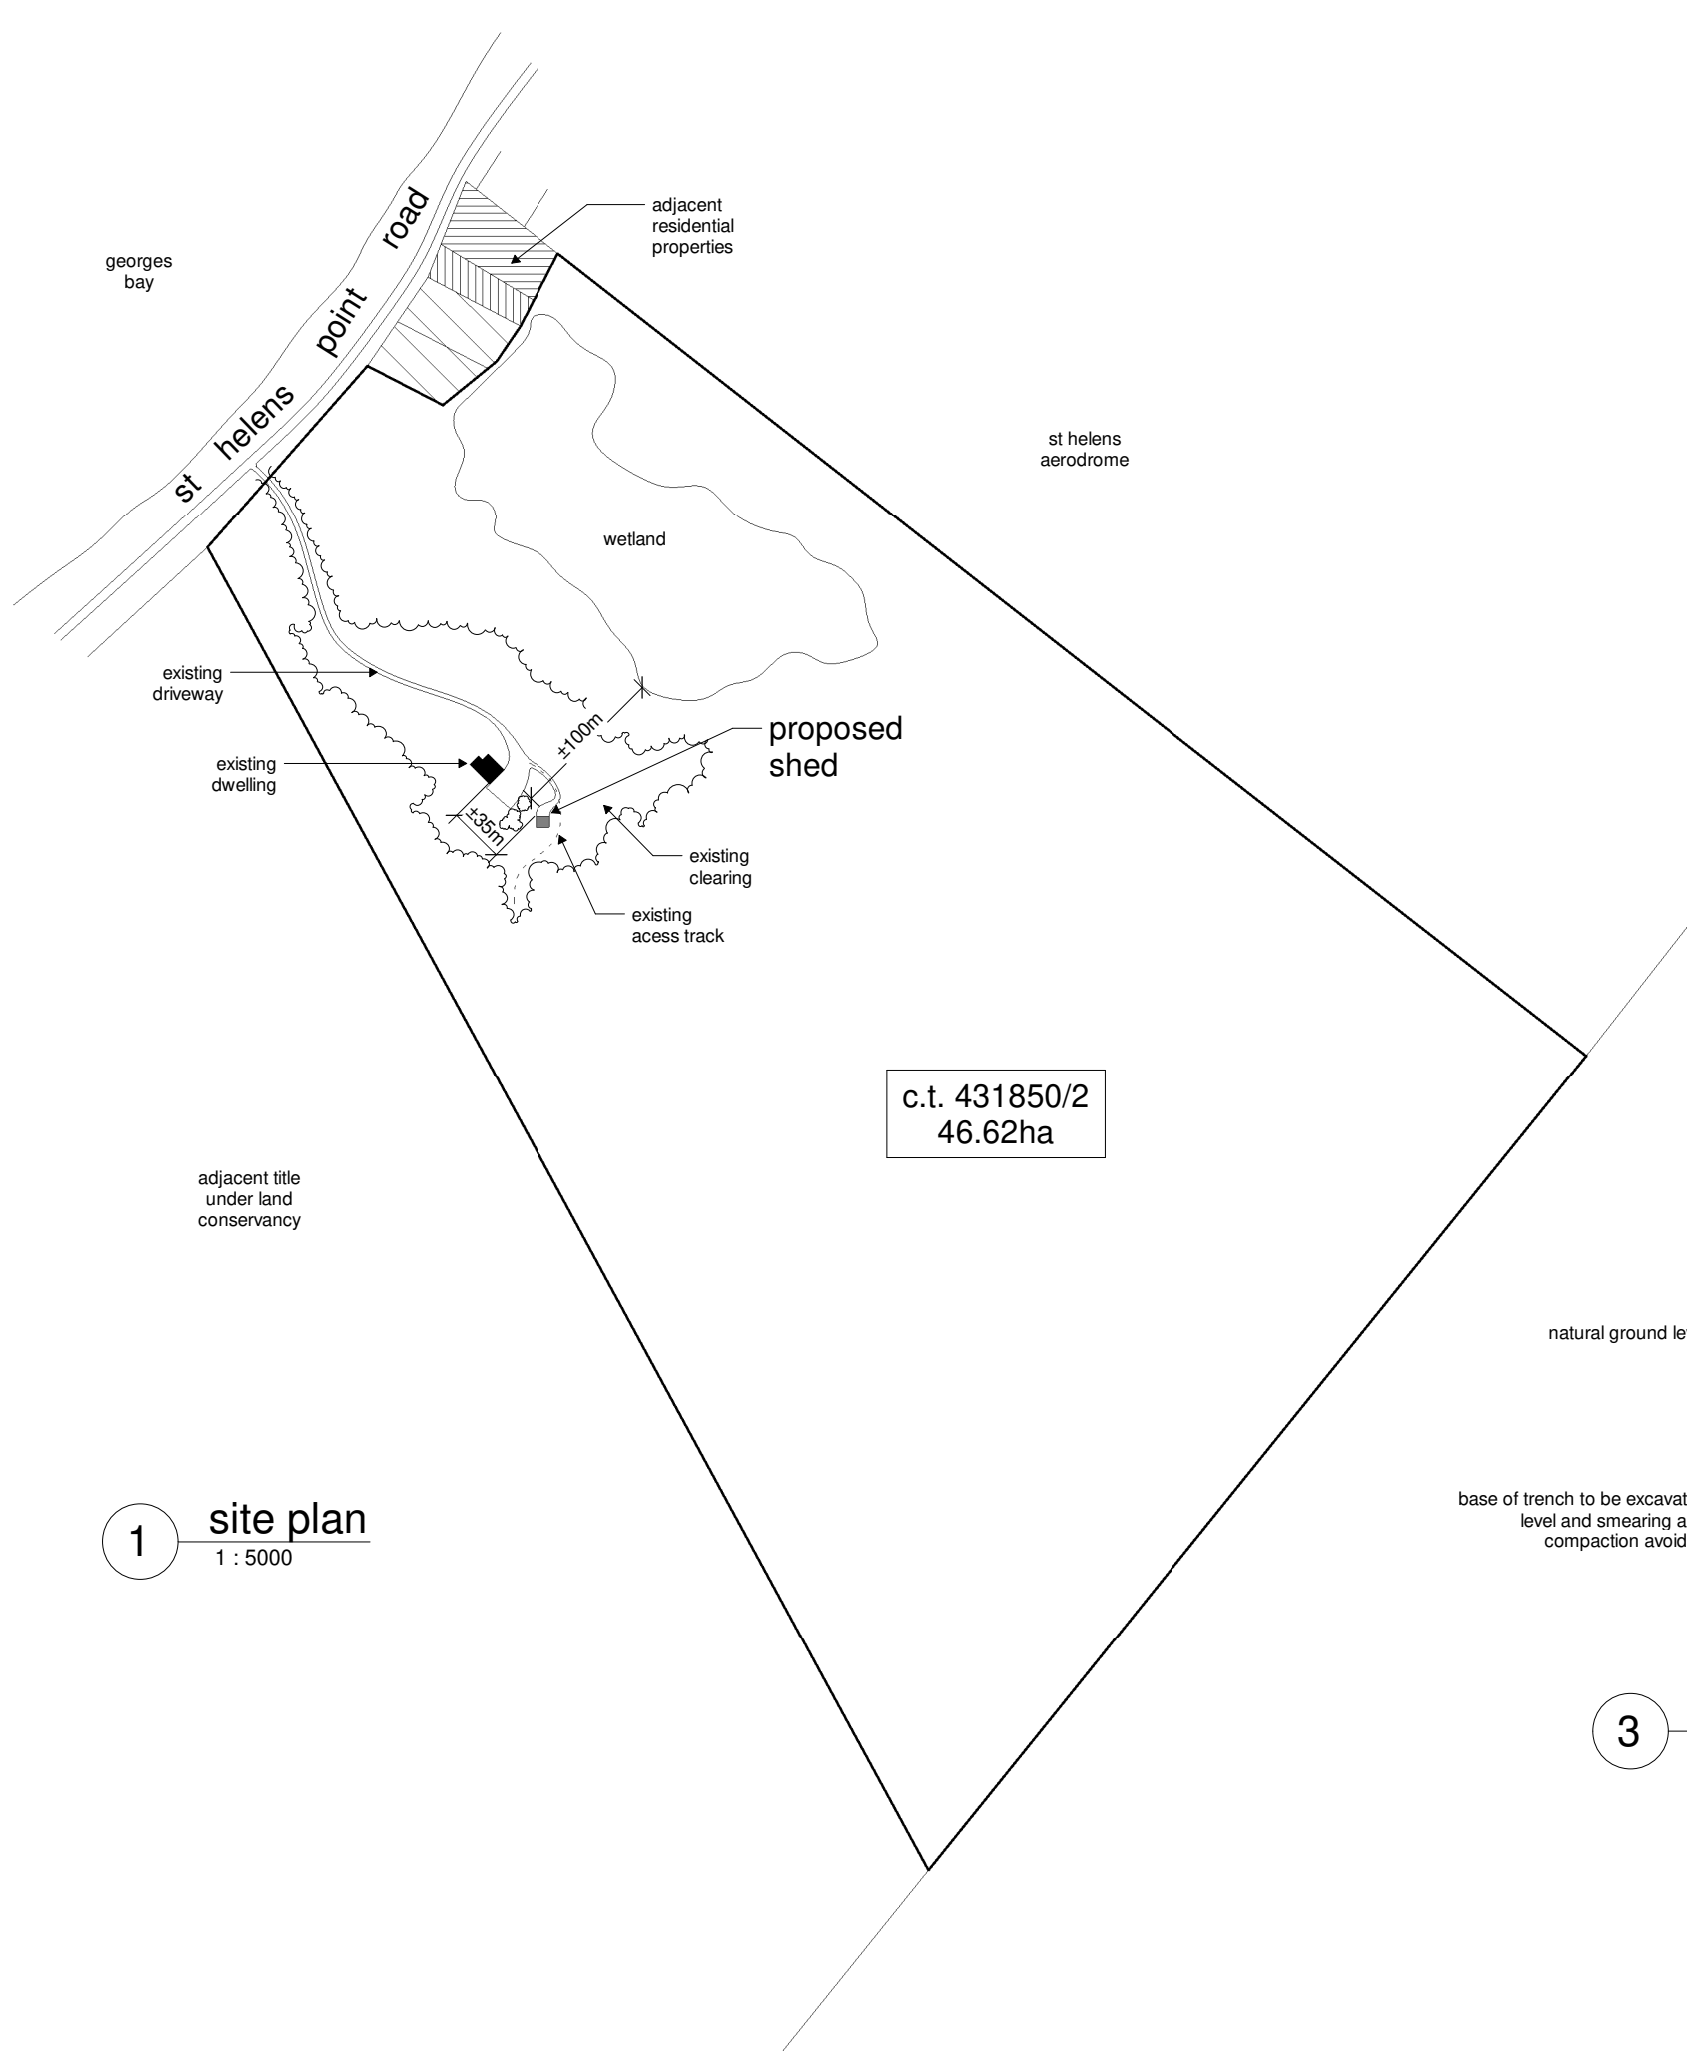 adjacent
residential
properties
georges
bay
st helens point road
st helens
aerodrome
wetland
existing
driveway
±100m
proposed
shed
existing
dwelling
±35m
existing
clearing
existing
acess track
c.t. 431850/2
46.62ha
adjacent title
under land
conservancy
natural ground le
base of trench to be excavat
level and smearing a
compaction avoid
1
site plan
1 : 5000
3